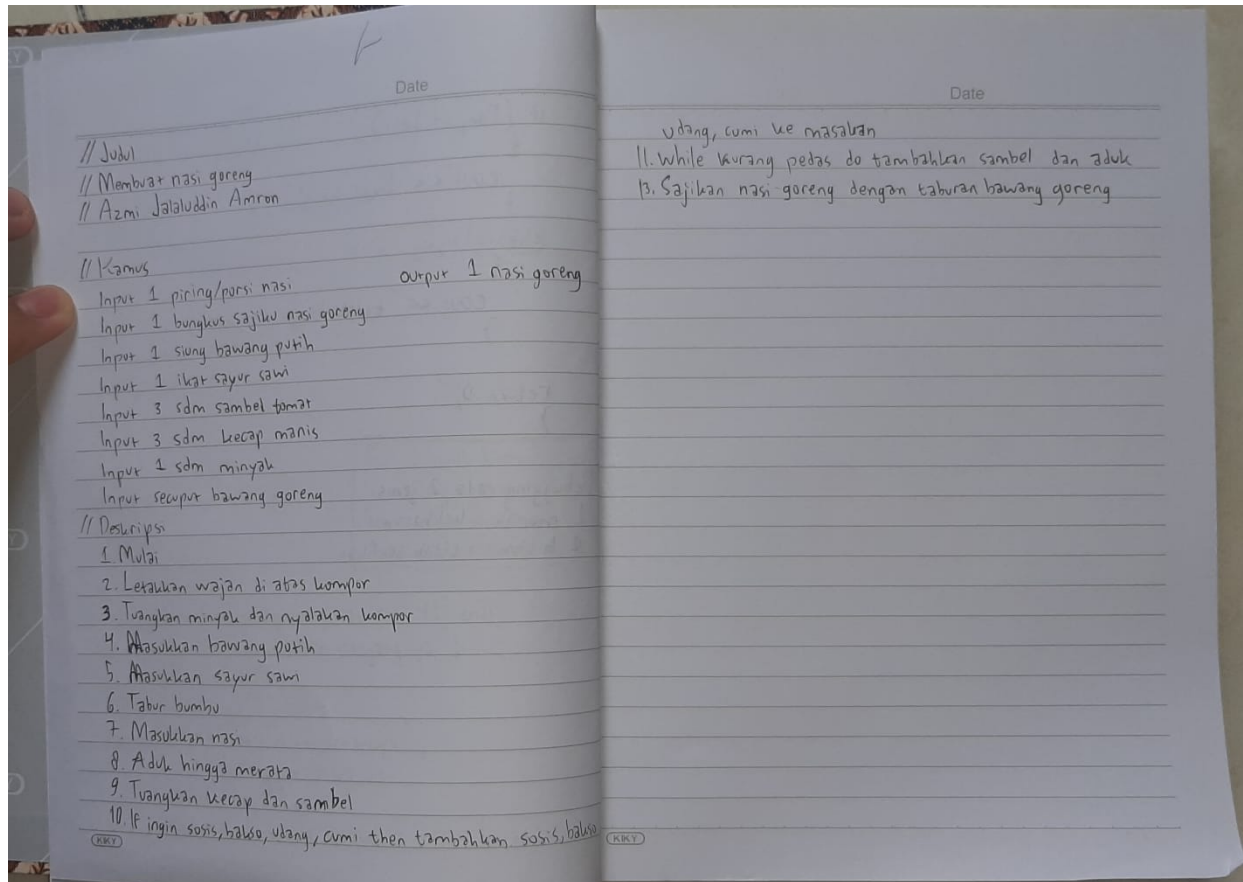 Date
// Judul
// Membuat nasi goreng
// Azmi Jalaluddin Amron
// Kamus
Input 1 piring/porsi nasi output 1 nasi goreng
Input 1 bungkus sajiku nasi goreng
Input 1 siung bawang putih
Input 1 ikat sayur sawi
Input 3 sdm sambel tomat
Input 3 sdm kecap manis
Input 1 sdm minyak
Input secuput bawang goreng
// Deskripsi
1. Mulai
2. Letakkan wajan di atas kompor
3. Tuangkan minyak dan nyalakan kompor
4. Masukkan bawang putih
5. Masukkan sayur sawi
6. Tabur bumbu
7. Masukkan nasi
8. Aduk hingga merata
9. Tuangkan kecap dan sambel
10. If ingin sosis, bakso, udang, cumi then tambahkan sosis, bakso
KKY
Date
udang, cumi ke masakan
11. While kurang pedas do tambahkan sambel dan aduk
13. Sajikan nasi goreng dengan taburan bawang goreng
KKY